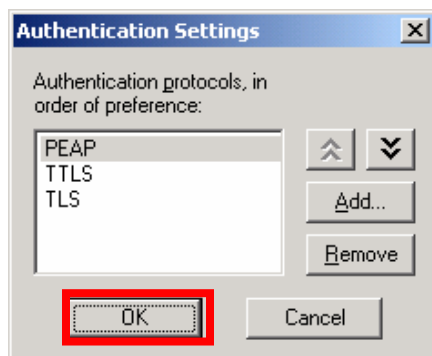 Authentication Settings
Authentication protocols, in
order of preference:
PEAP
TTLS
TLS
Add...
Remove
OK
Cancel